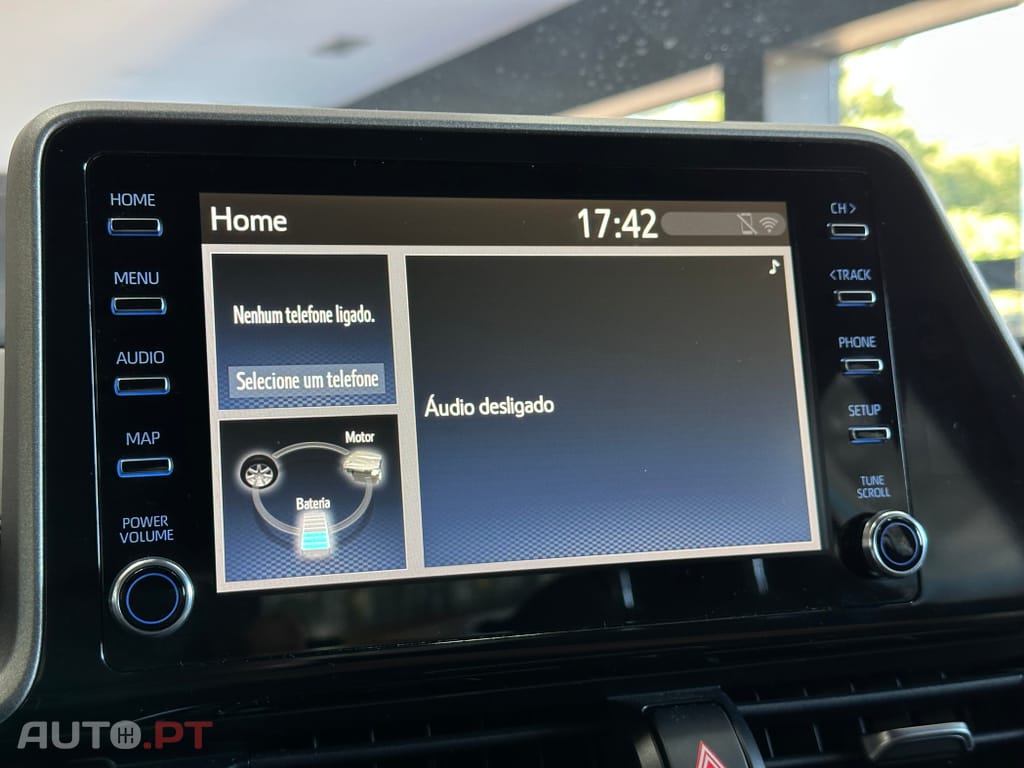 HOME
MENU
AUDIO
MAP
POWER
VOLUME
Home
17:42
Nenhum telefone ligado.
Selecione um telefone
Motor
Bateria
Áudio desligado
CH >
< TRACK
PHONE
SETUP
TUNE
SCROLL
AUTO.PT